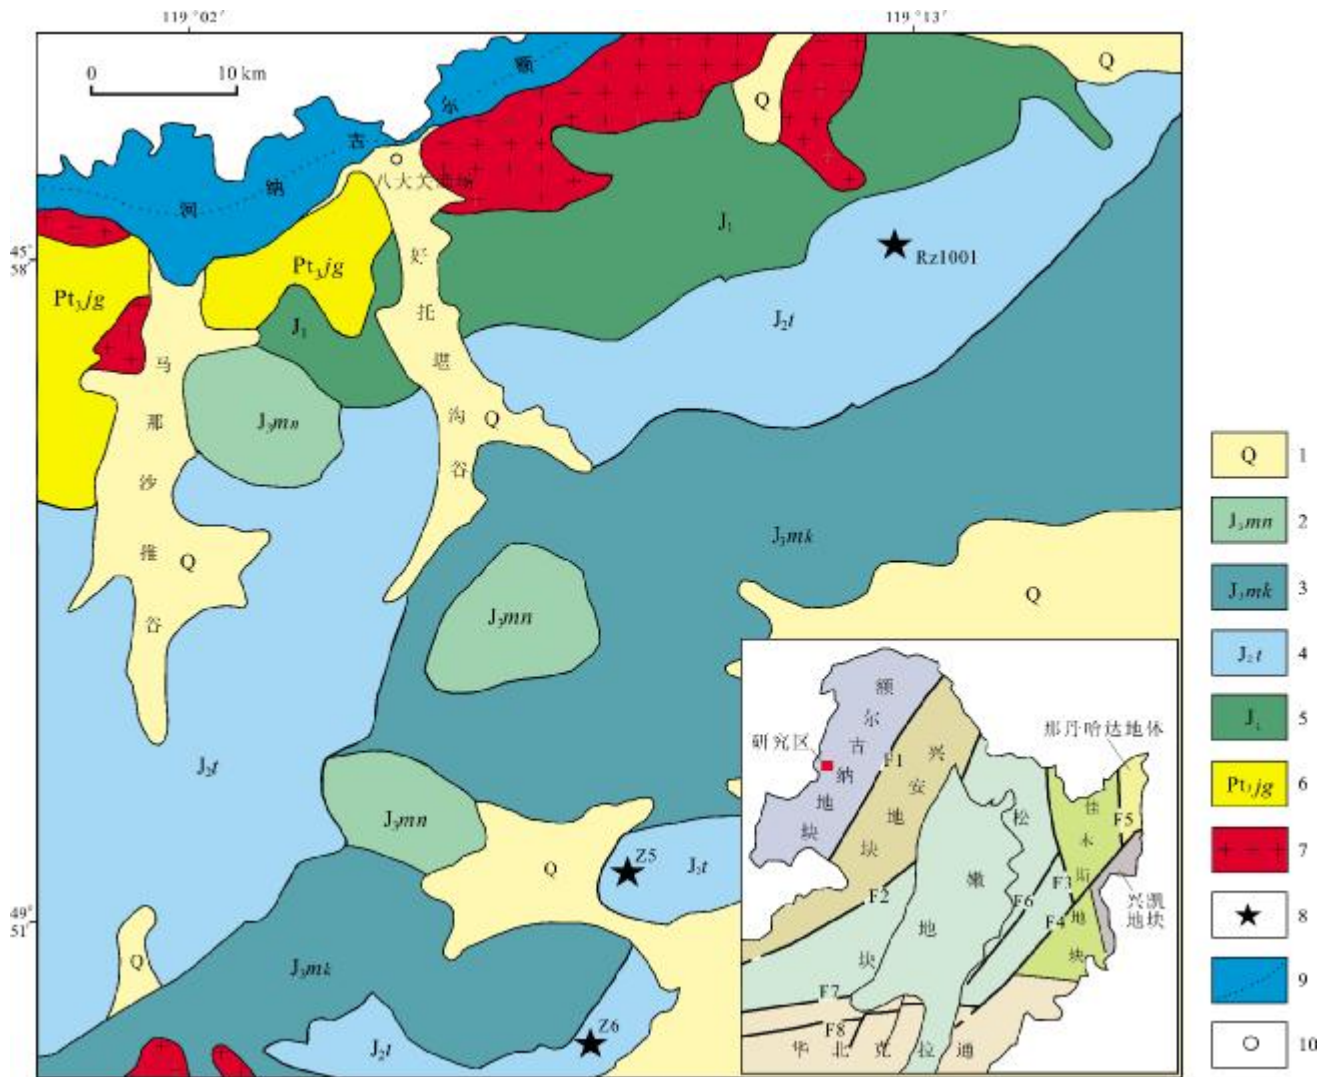 119°02′
119°13′
0 10 km
额
尔
古
纳
河
Q
Q
八大关
J₁
45°
58′
Rz1001
Pt₃jg
Pt₃jg
J₁
J₂t
好
托
堪
沟
谷
Q
马
那
沙
推
谷
Q
J₃mn
J₃mk
Q
J₃mn
J₂t
J₃mn
Z5
J₂t
Q
49°
51′
Q
J₃mk
Z6
J₂t
额
尔
古
纳
地
块
研究区
F1
兴
安
地
块
那丹哈达地体
松
嫩
地
块
佳
木
斯
地
块
F5
F2
F3
F6
F4
兴凯
地块
F7
F8
华 北 克 拉 通
Q 1
J₃mn 2
J₃mk 3
J₂t 4
J₁ 5
Pt₃jg 6
7
8
9
10